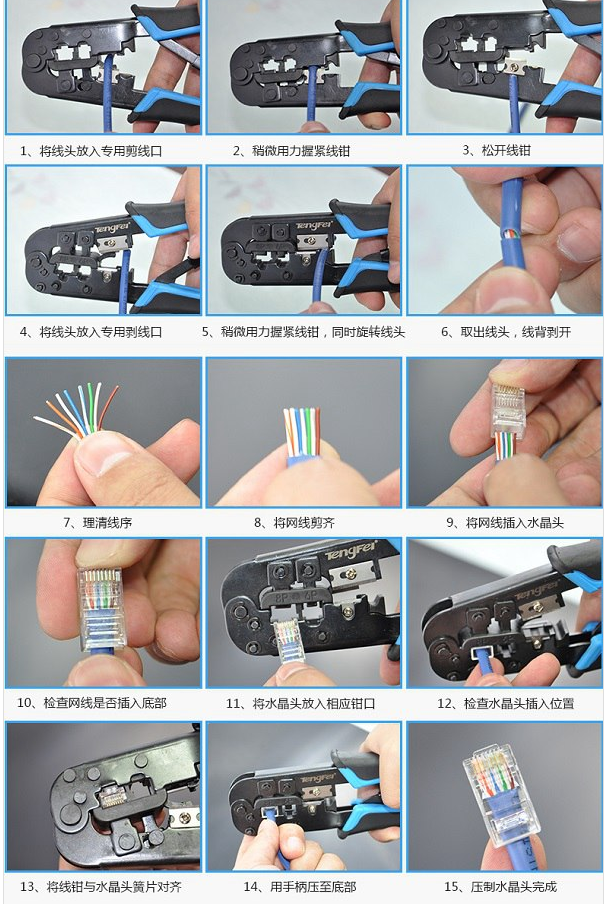 1、将线头放入专用剪线口
2、稍微用力握紧线钳
3、松开线钳
TengFei
TengFei
4、将线头放入专用剥线口
5、稍微用力握紧线钳，同时旋转线头
6、取出线头，线背剥开
7、理清线序
8、将网线剪齐
9、将网线插入水晶头
TengFei
8P
6P
TengFei
10、检查网线是否插入底部
11、将水晶头放入相应钳口
12、检查水晶头插入位置
TengFei
13、将线钳与水晶头簧片对齐
14、用手柄压至底部
15、压制水晶头完成